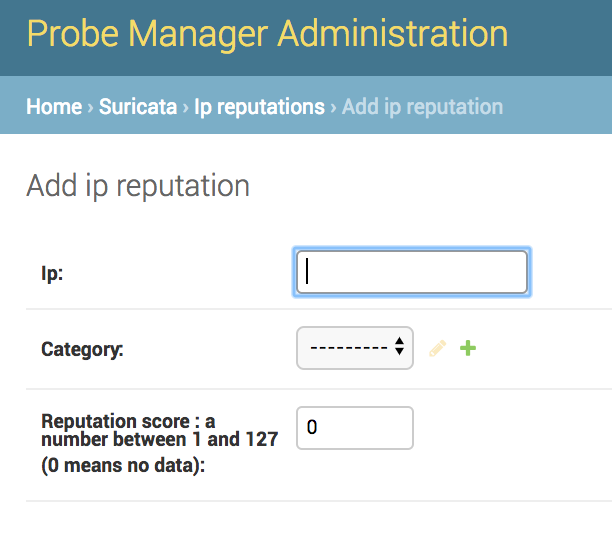 Probe Manager Administration
Home › Suricata › Ip reputations › Add ip reputation
Add ip reputation
Ip:
Category:
---------
Reputation score : a
number between 1 and 127
(0 means no data):
0